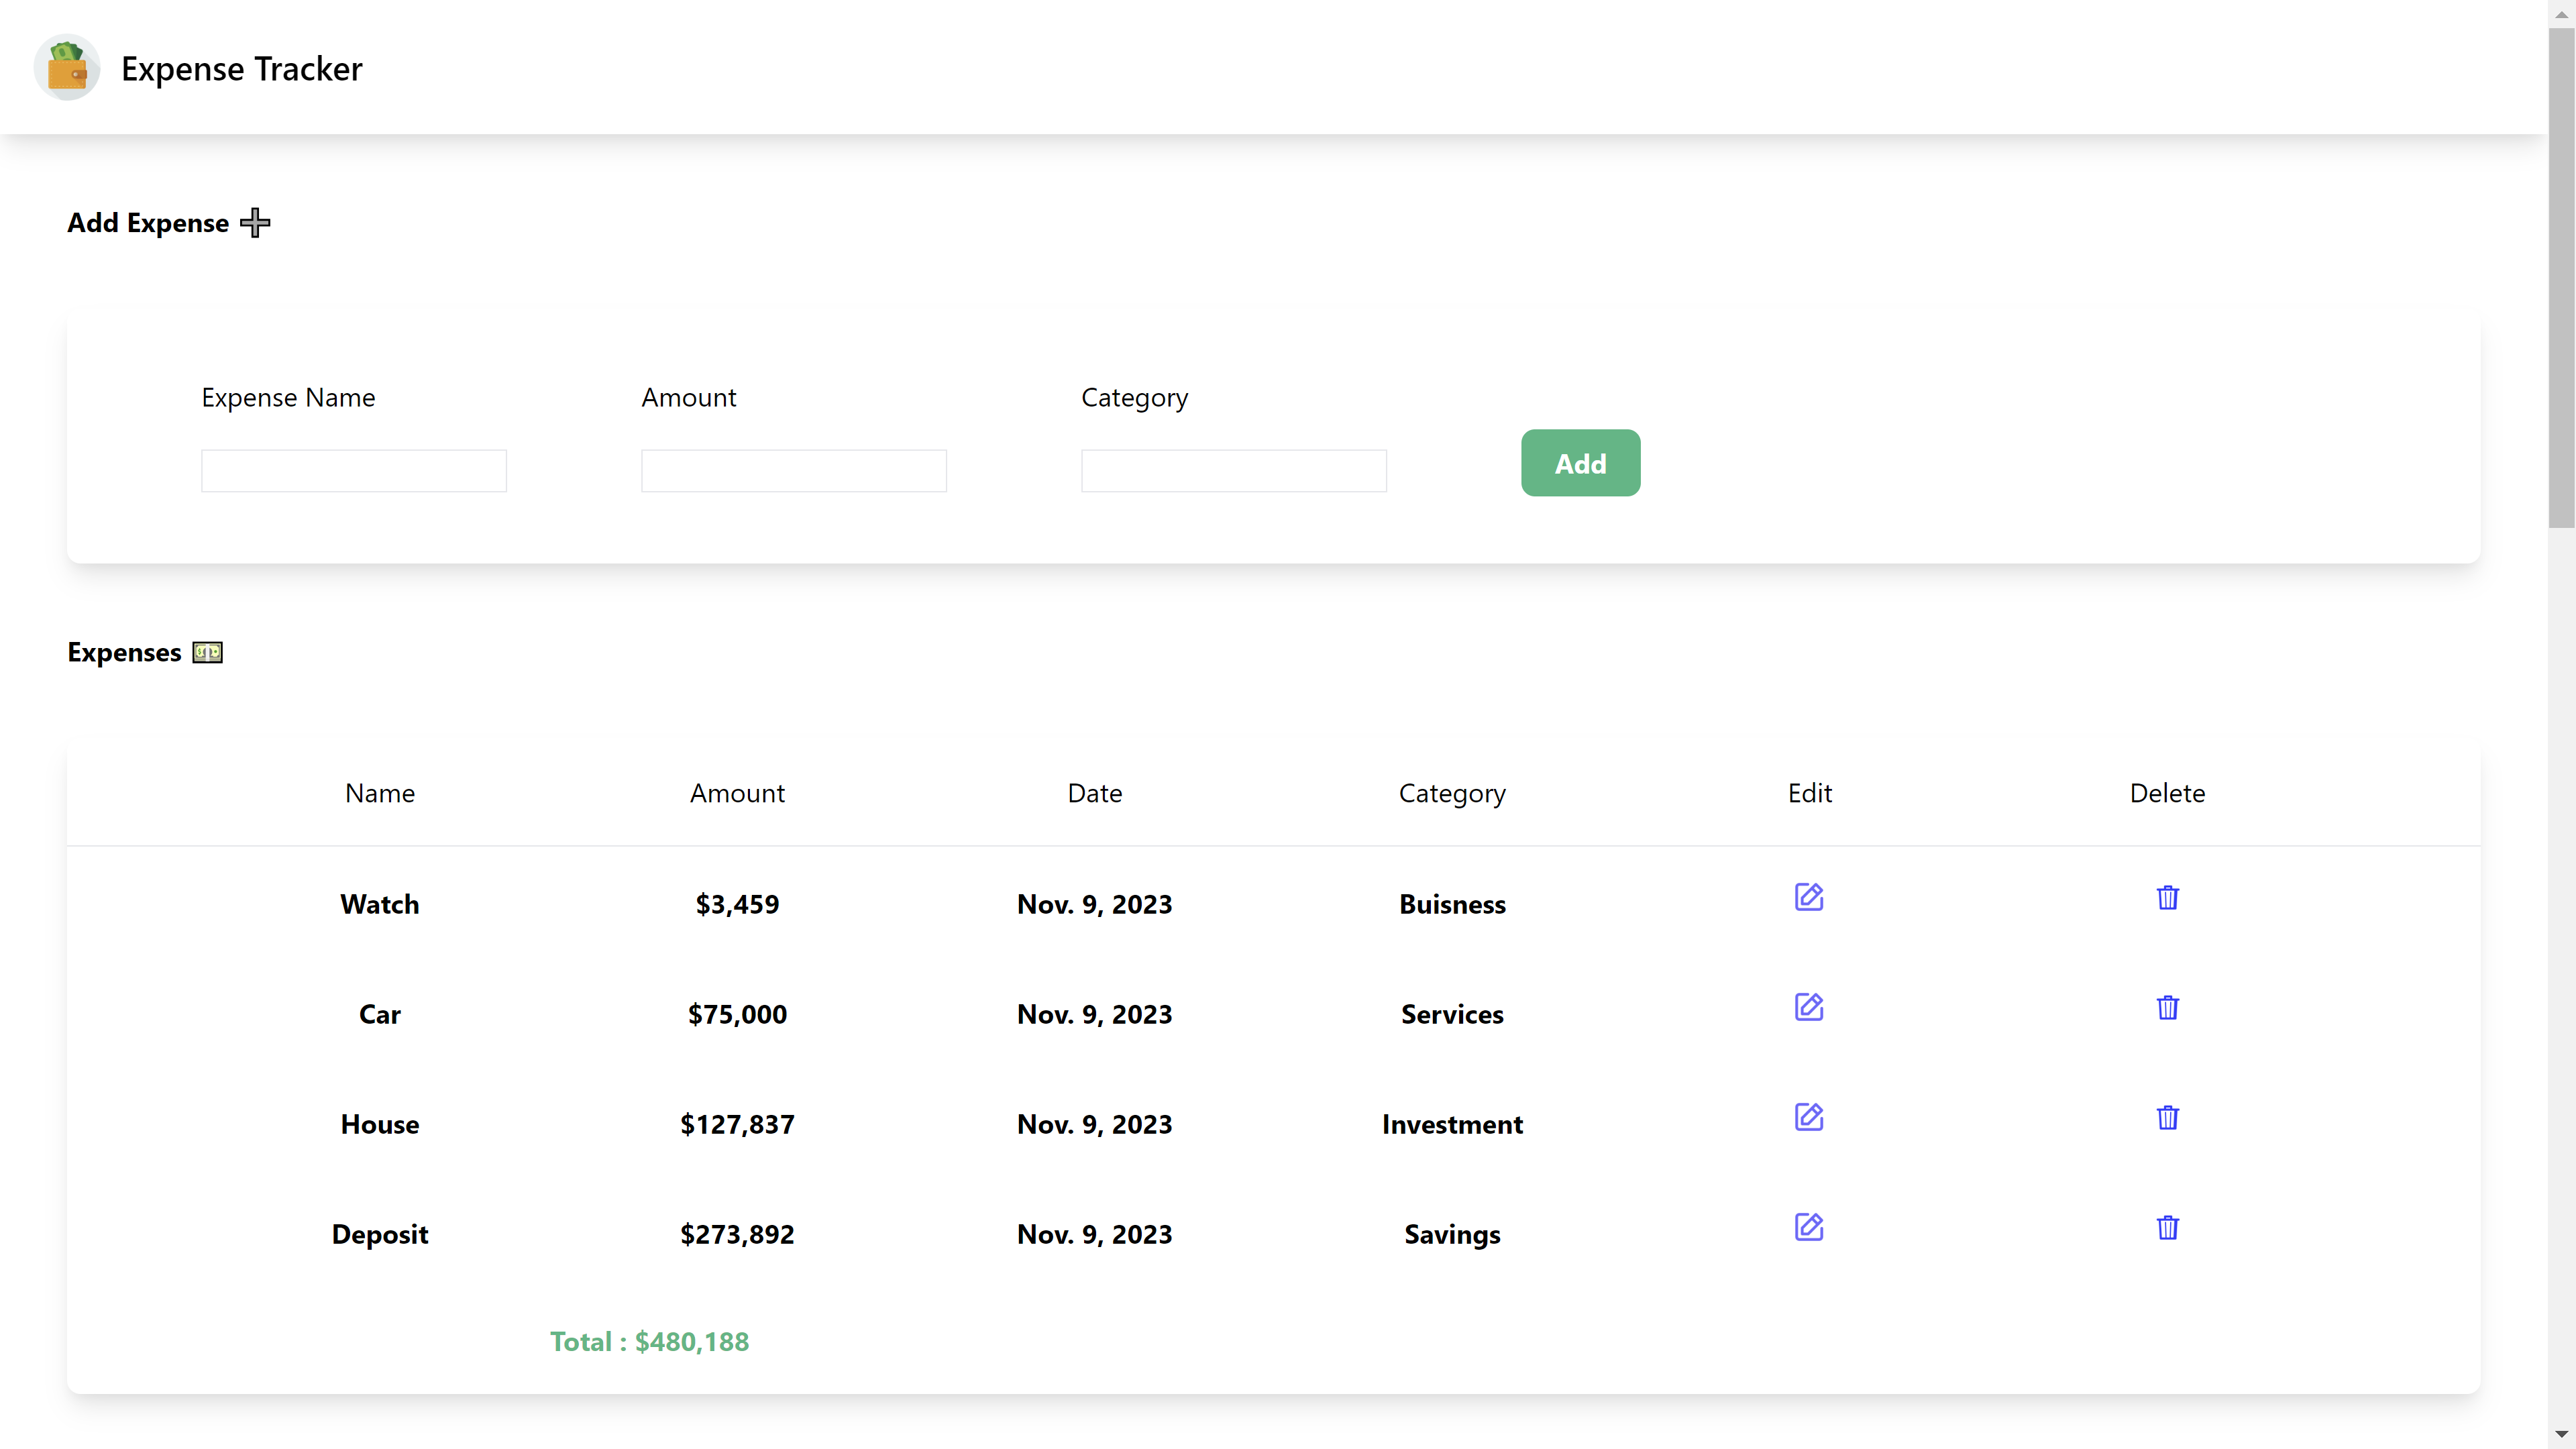 Expense Tracker
Add Expense ➕
Expense Name Amount Category
Add
Expenses 💵
Name Amount Date Category Edit Delete
Watch $3,459 Nov. 9, 2023 Buisness
Car $75,000 Nov. 9, 2023 Services
House $127,837 Nov. 9, 2023 Investment
Deposit $273,892 Nov. 9, 2023 Savings
Total : $480,188